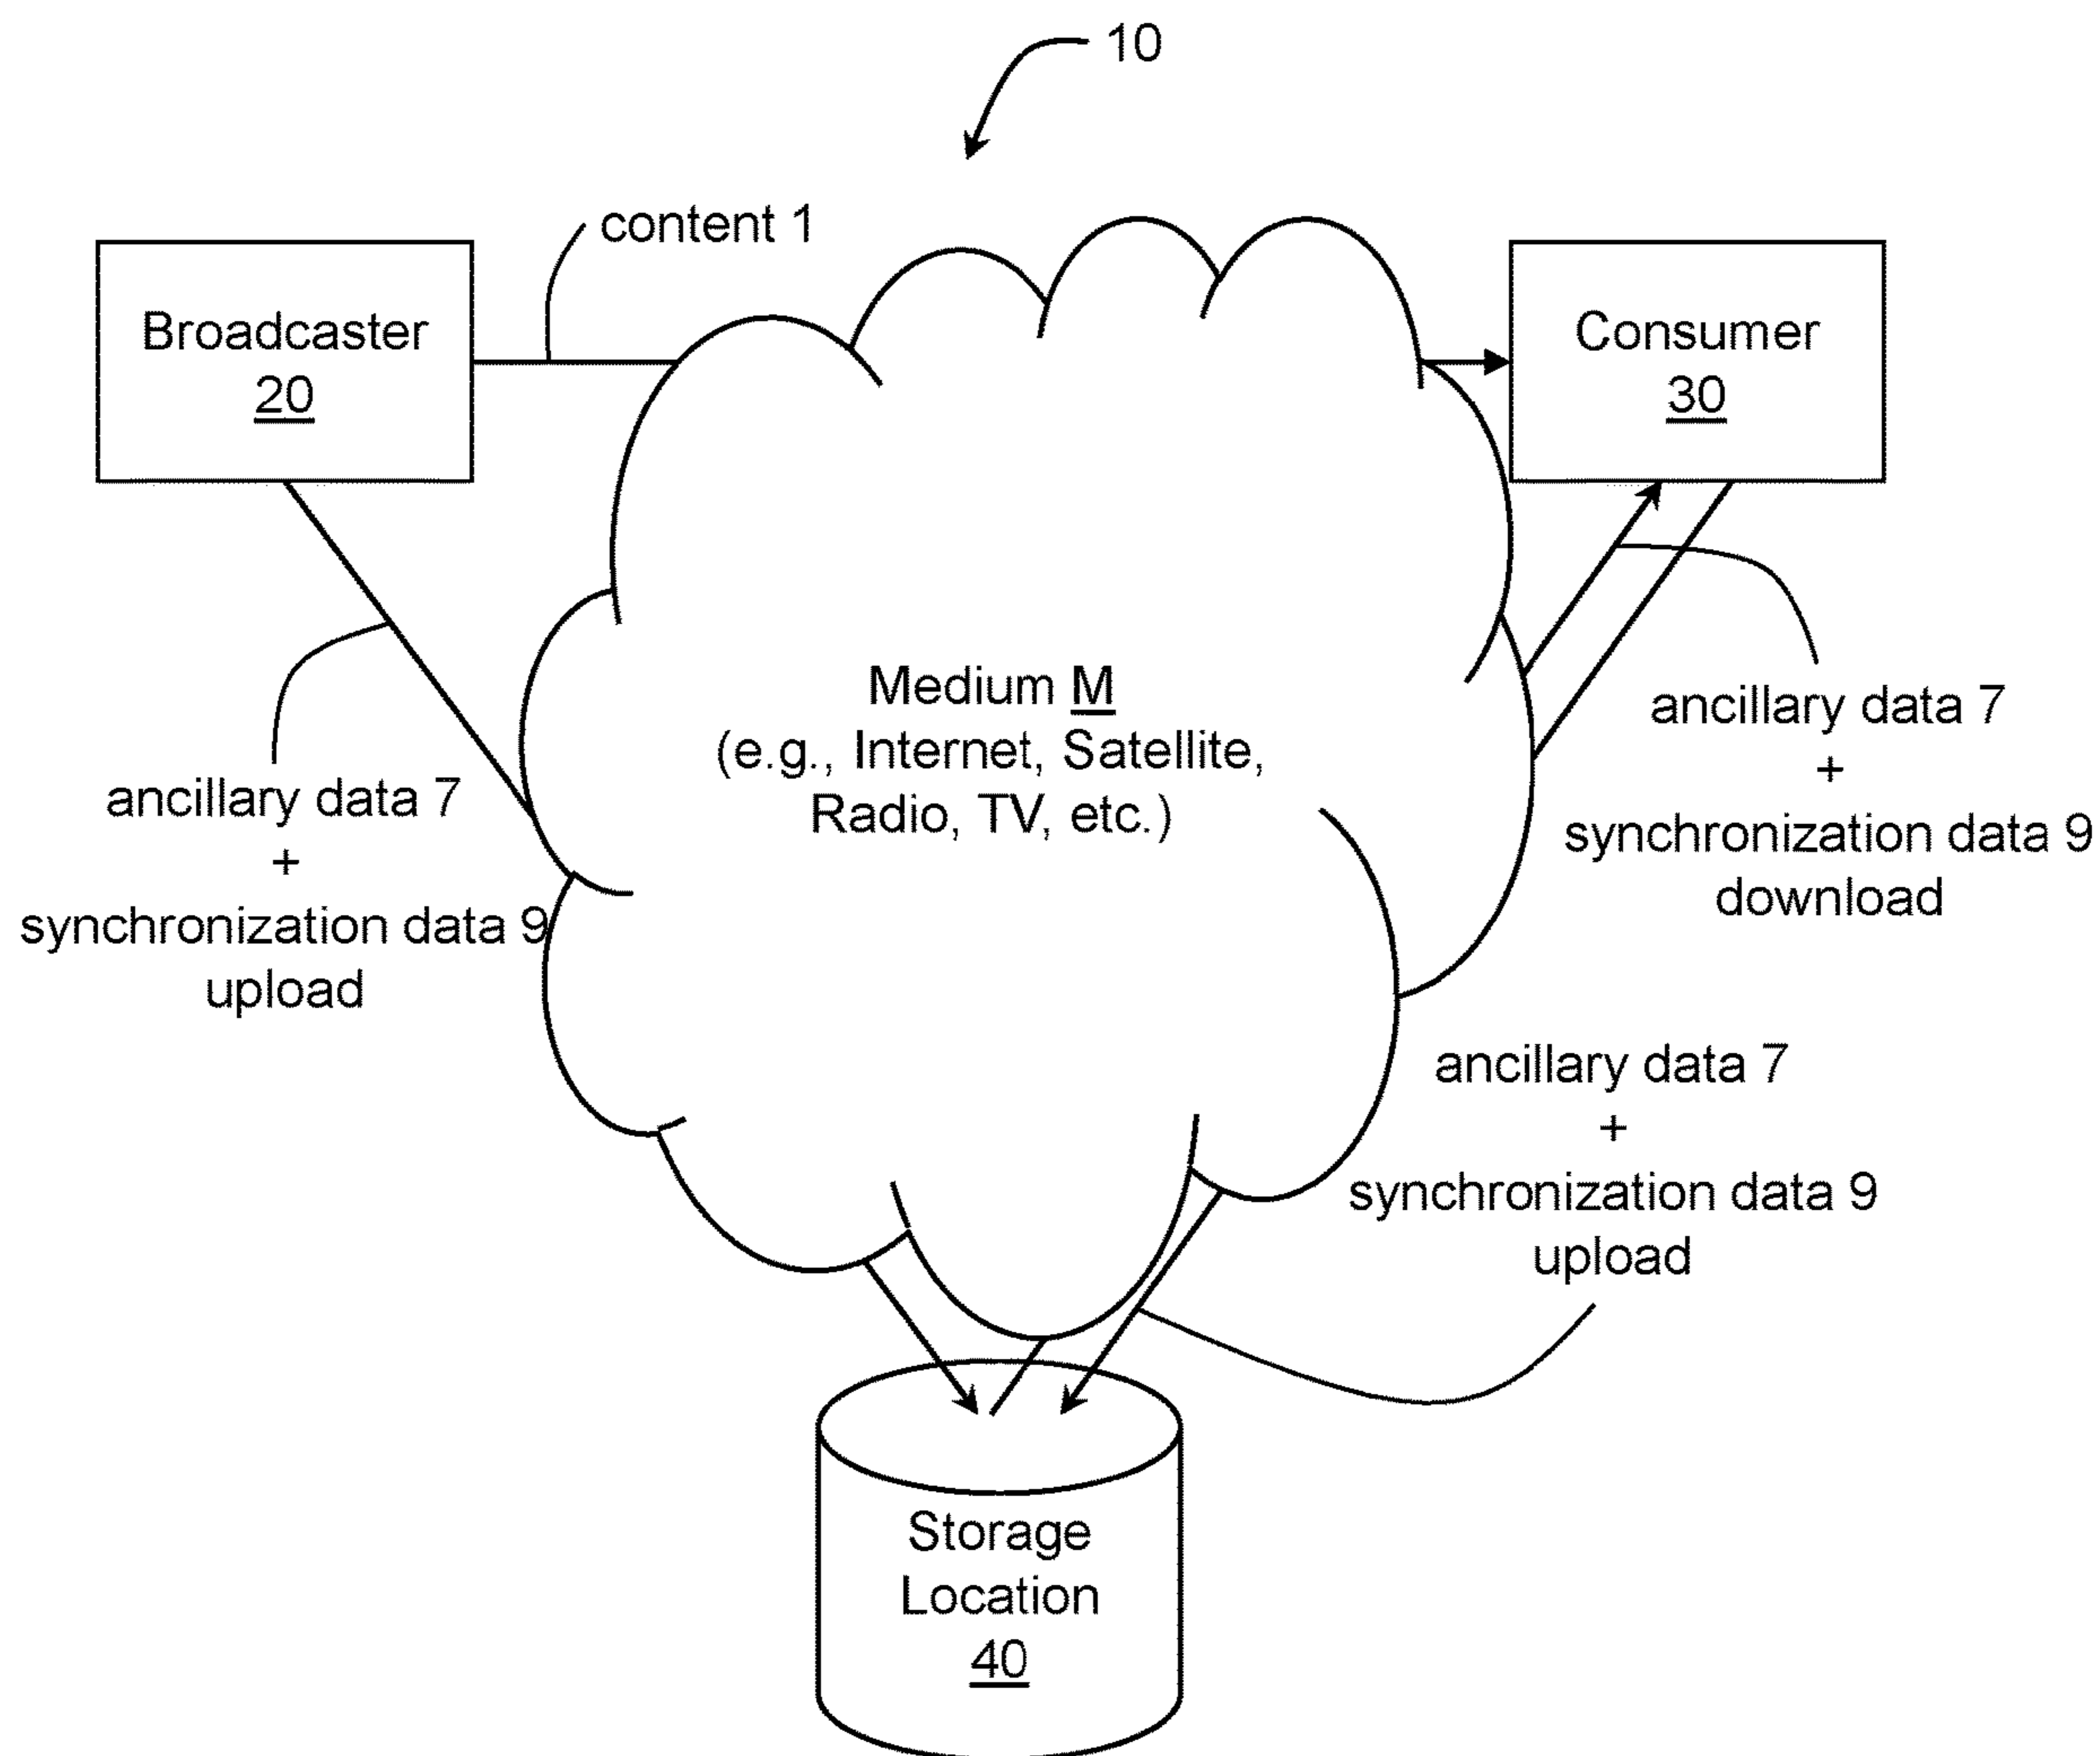 10
content 1
Broadcaster
20
Consumer
30
Medium M
(e.g., Internet, Satellite,
Radio, TV, etc.)
ancillary data 7
+
synchronization data 9
upload
ancillary data 7
+
synchronization data 9
download
ancillary data 7
+
synchronization data 9
upload
Storage
Location
40